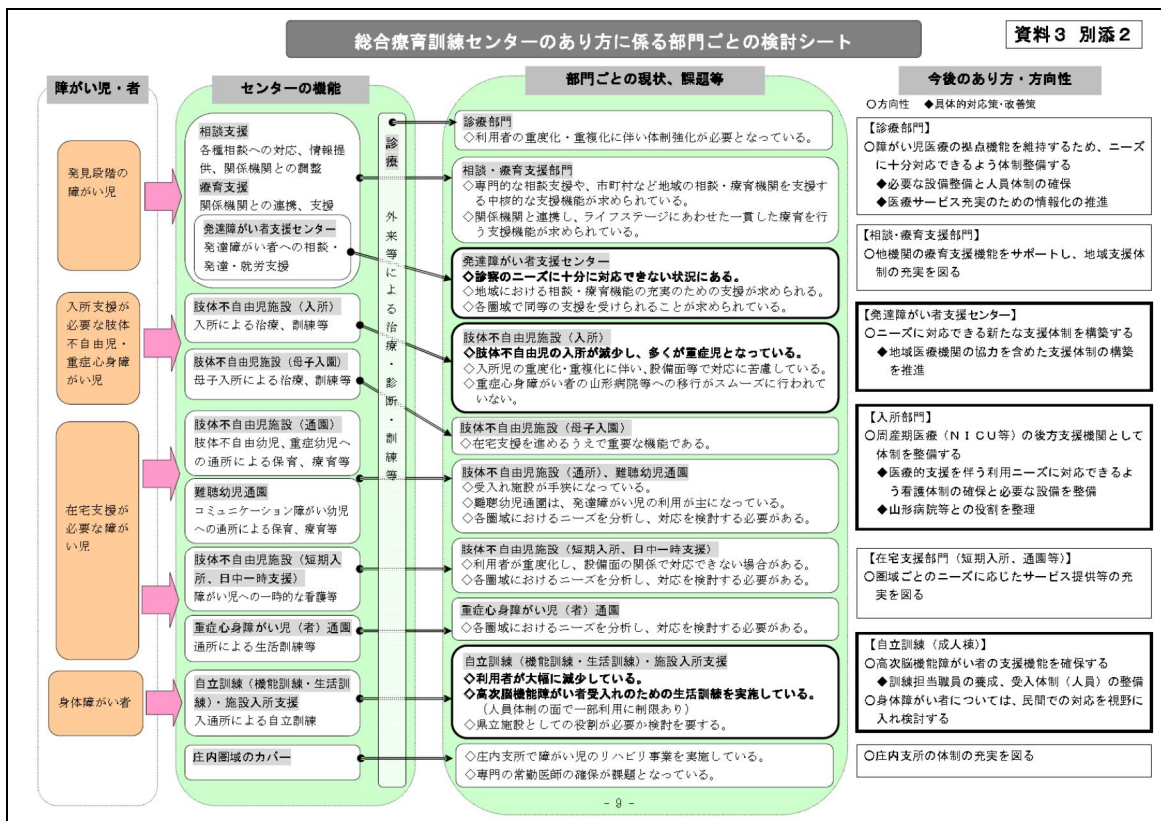 総合療育訓練センターのあり方に係る部門ごとの検討シート
資料3 別添2
障がい児・者
発見段階の
障がい児
入所支援が
必要な肢体
不自由児・
重症心身障
がい児
在宅支援が
必要な障が
い児
身体障がい者
センターの機能
相談支援
各種相談への対応、情報提
供、関係機関との調整
療育支援
関係機関との連携、支援
発達障がい者支援センター
発達障がい者への相談・
発達・就労支援
肢体不自由児施設（入所）
入所による治療、訓練等
肢体不自由児施設（母子入園）
母子入所による治療、訓練等
肢体不自由児施設（通園）
肢体不自由幼児、重症幼児へ
の通所による保育、療育等
難聴幼児通園
コミュニケーション障がい幼児
への通所による保育、療育等
肢体不自由児施設（短期入
所、日中一時支援）
障がい児への一時的な看護等
重症心身障がい児（者）通園
通所による生活訓練等
自立訓練（機能訓練・生活訓
練）・施設入所支援
入通所による自立訓練
庄内圏域のカバー
診療
外来等による治療・診断・訓練等
部門ごとの現状、課題等
診療部門
◇利用者の重度化・重複化に伴い体制強化が必要となっている。
相談・療育支援部門
◇専門的な相談支援や、市町村など地域の相談・療育機関を支援す
る中核的な支援機能が求められている。
◇関係機関と連携し、ライフステージにあわせた一貫した療育を行
う支援機能が求められている。
発達障がい者支援センター
◇診察のニーズに十分に対応できない状況にある。
◇地域における相談・療育機能の充実のための支援が求められる。
◇各圏域で同等の支援を受けられることが求められている。
肢体不自由児施設（入所）
◇肢体不自由児の入所が減少し、多くが重症児となっている。
◇入所児の重度化・重複化に伴い、設備面等で対応に苦慮している。
◇重症心身障がい者の山形病院等への移行がスムーズに行われて
いない。
肢体不自由児施設（母子入園）
◇在宅支援を進めるうえで重要な機能である。
肢体不自由児施設（通所）、難聴幼児通園
◇受入れ施設が手狭になっている。
◇難聴幼児通園は、発達障がい児の利用が主になっている。
◇各圏域におけるニーズを分析し、対応を検討する必要がある。
肢体不自由児施設（短期入所、日中一時支援）
◇利用者が重度化し、設備面の関係で対応できない場合がある。
◇各圏域におけるニーズを分析し、対応を検討する必要がある。
重症心身障がい児（者）通園
◇各圏域におけるニーズを分析し、対応を検討する必要がある。
自立訓練（機能訓練・生活訓練）・施設入所支援
◇利用者が大幅に減少している。
◇高次脳機能障がい者受入れのための生活訓練を実施している。
（人員体制の面で一部利用に制限あり）
◇県立施設としての役割が必要か検討を要する。
◇庄内支所で障がい児のリハビリ事業を実施している。
◇専門の常勤医師の確保が課題となっている。
今後のあり方・方向性
○方向性 ◆具体的対応策・改善策
【診療部門】
○障がい児医療の拠点機能を維持するため、ニーズ
に十分対応できるよう体制整備する
◆必要な設備整備と人員体制の確保
◆医療サービス充実のための情報化の推進
【相談・療育支援部門】
○他機関の療育支援機能をサポートし、地域支援体
制の充実を図る
【発達障がい者支援センター】
○ニーズに対応できる新たな支援体制を構築する
◆地域医療機関の協力を含めた支援体制の構築
を推進
【入所部門】
○周産期医療（ＮＩＣＵ等）の後方支援機関として
体制を整備する
◆医療的支援を伴う利用ニーズに対応できるよ
う看護体制の確保と必要な設備を整備
◆山形病院等との役割を整理
【在宅支援部門（短期入所、通園等）
○圏域ごとのニーズに応じたサービス提供等の充
実を図る
【自立訓練（成人棟）】
○高次脳機能障がい者の支援機能を確保する
◆訓練担当職員の養成、受入体制（人員）の整備
○身体障がい者については、民間での対応を視野に
入れ検討する
○庄内支所の体制の充実を図る
- 9 -